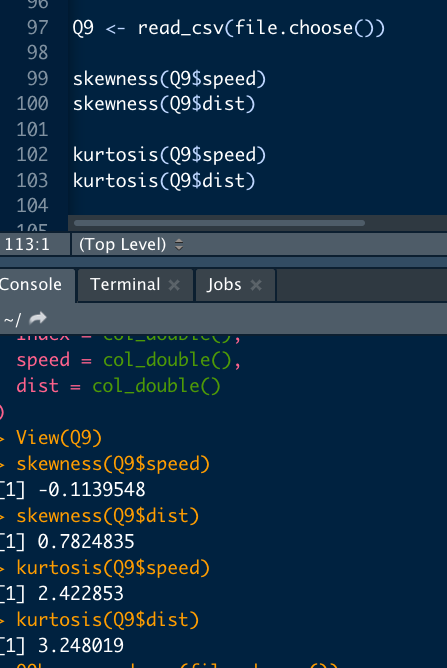 96
97 Q9 <- read_csv(file.choose())
98
99 skewness(Q9$speed)
100 skewness(Q9$dist)
101
102 kurtosis(Q9$speed)
103 kurtosis(Q9$dist)
104
105
113:1 (Top Level)
Console Terminal Jobs
~/
index = col_double(),
speed = col_double(),
dist = col_double()
)
> View(Q9)
> skewness(Q9$speed)
[1] -0.1139548
> skewness(Q9$dist)
[1] 0.7824835
> kurtosis(Q9$speed)
[1] 2.422853
> kurtosis(Q9$dist)
[1] 3.248019